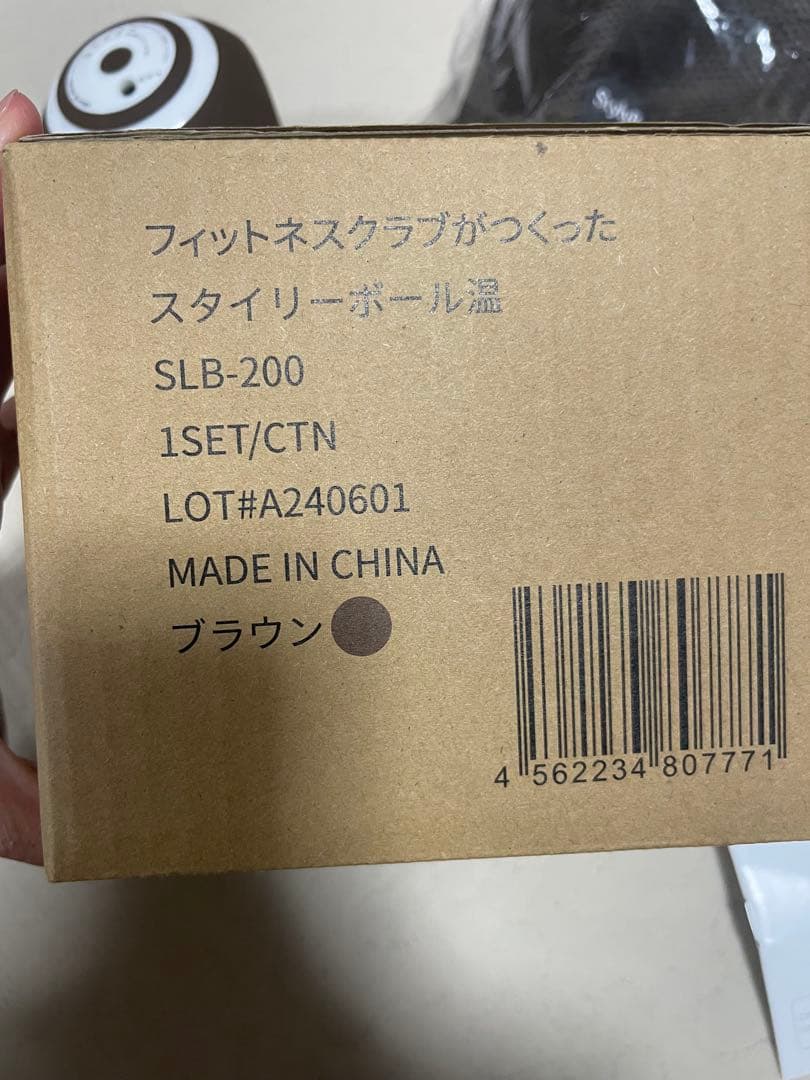 フィットネスクラブがつくった
スタイリーボール温
SLB-200
1SET/CTN
LOT#A240601
MADE IN CHINA
ブラウン
4 562234 807771